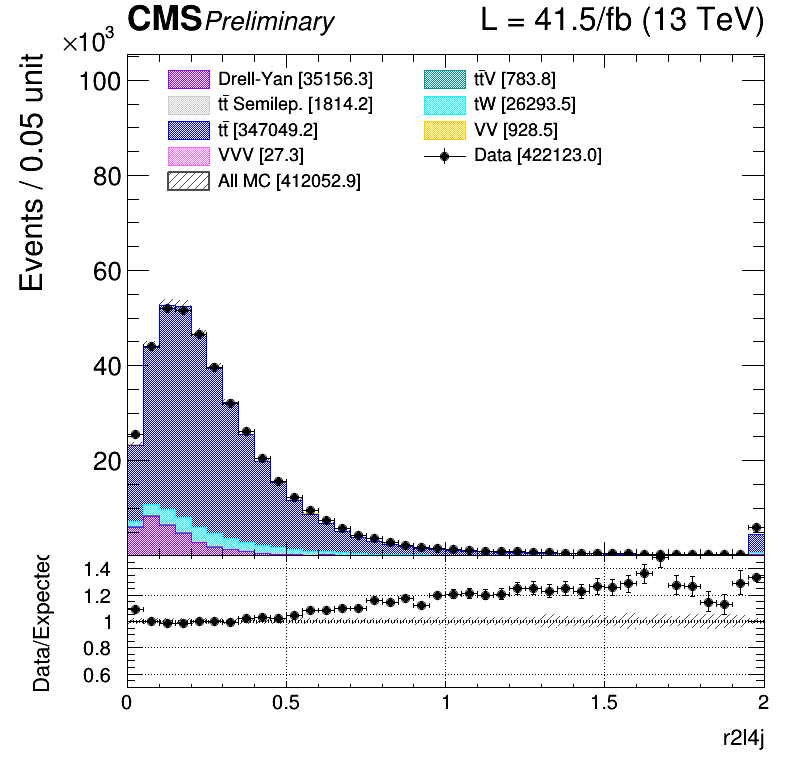 CMS Preliminary L = 41.5/fb (13 TeV)
×10³
Events / 0.05 unit
100
80
60
40
20
Drell-Yan [35156.3]
tt̄ Semilep. [1814.2]
tt̄ [347049.2]
VVV [27.3]
All MC [412052.9]
tt̄V [783.8]
tW [26293.5]
VV [928.5]
Data [422123.0]
Data/Expected
1.4
1.2
1
0.8
0.6
0 0.5 1 1.5 2
r2l4j